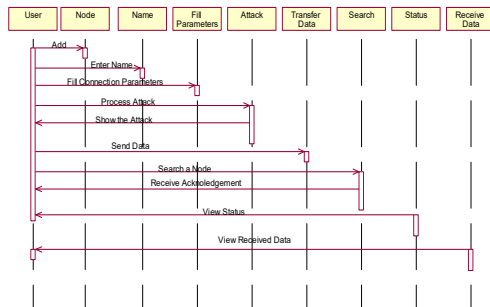 User
Node
Name
Fill
Parameters
Attack
Transfer
Data
Search
Status
Receive
Data
Add
Enter Name
Fill Connection Parameters
Process Attack
Show the Attack
Send Data
Search a Node
Receive Acknoledgement
View Status
View Received Data